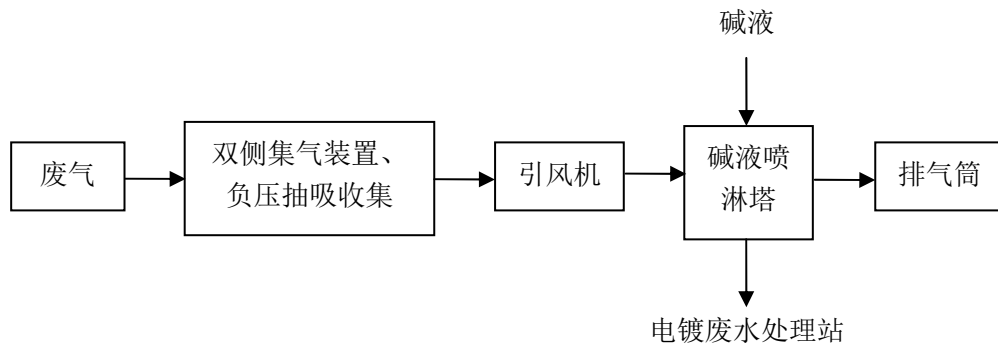 碱液
废气
双侧集气装置、
负压抽吸收集
引风机
碱液喷
淋塔
排气筒
电镀废水处理站